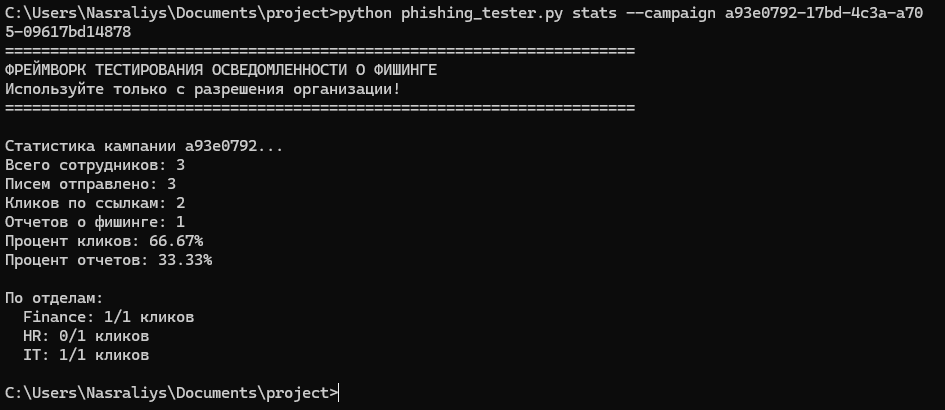 C:\Users\Nasraliys\Documents\project>python phishing_tester.py stats --campaign a93e0792-17bd-4c3a-a70
5-09617bd14878
======================================================================
ФРЕЙМВОРК ТЕСТИРОВАНИЯ ОСВЕДОМЛЕННОСТИ О ФИШИНГЕ
Используйте только с разрешения организации!
======================================================================
Статистика кампании a93e0792...
Всего сотрудников: 3
Писем отправлено: 3
Кликов по ссылкам: 2
Отчетов о фишинге: 1
Процент кликов: 66.67%
Процент отчетов: 33.33%
По отделам:
Finance: 1/1 кликов
HR: 0/1 кликов
IT: 1/1 кликов
C:\Users\Nasraliys\Documents\project>